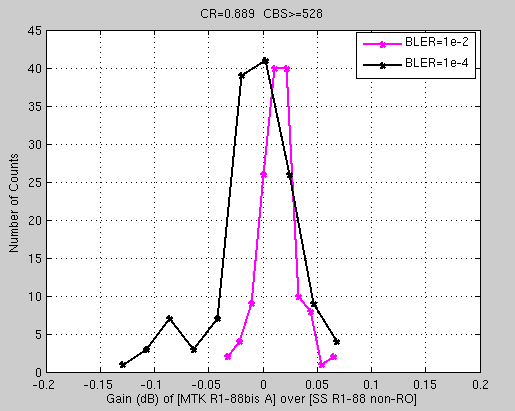 CR=0.889 CBS>=528
BLER=1e-2
BLER=1e-4
45
40
35
30
25
20
15
10
5
0
Number of Counts
-0.2 -0.15 -0.1 -0.05 0 0.05 0.1 0.15 0.2
Gain (dB) of [MTK R1-88bis A] over [SS R1-88 non-RO]